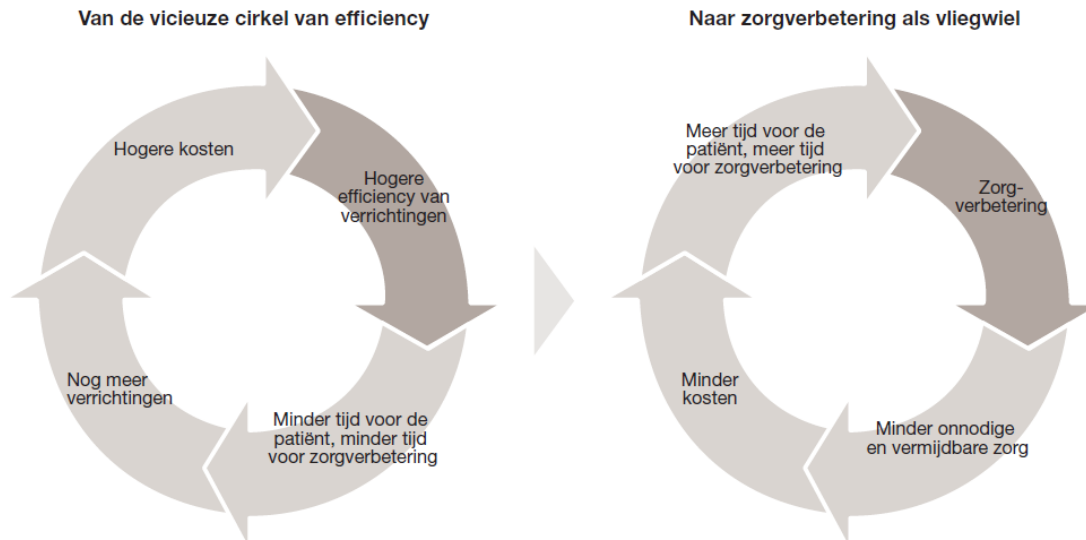 Van de vicieuze cirkel van efficiency
Hogere kosten
Hogere
efficiency van
verrichtingen
Minder tijd voor de
patiënt, minder tijd
voor zorgverbetering
Nog meer
verrichtingen
Naar zorgverbetering als vliegwiel
Meer tijd voor de
patiënt, meer tijd
voor zorgverbetering
Zorg-
verbetering
Minder onnodige
en vermijdbare zorg
Minder
kosten